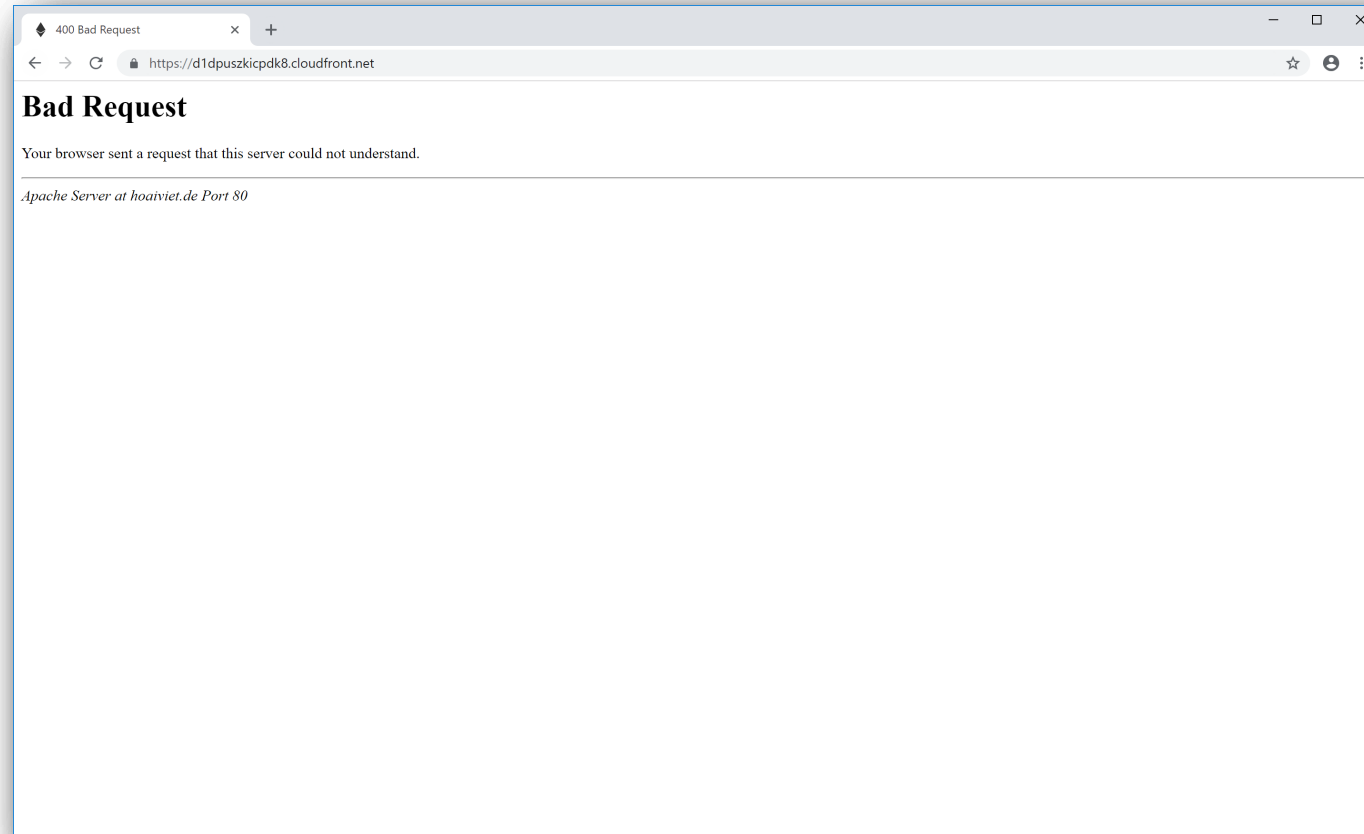 400 Bad Request
https://d1dpuszkicpdk8.cloudfront.net
Bad Request
Your browser sent a request that this server could not understand.
Apache Server at hoaiviet.de Port 80